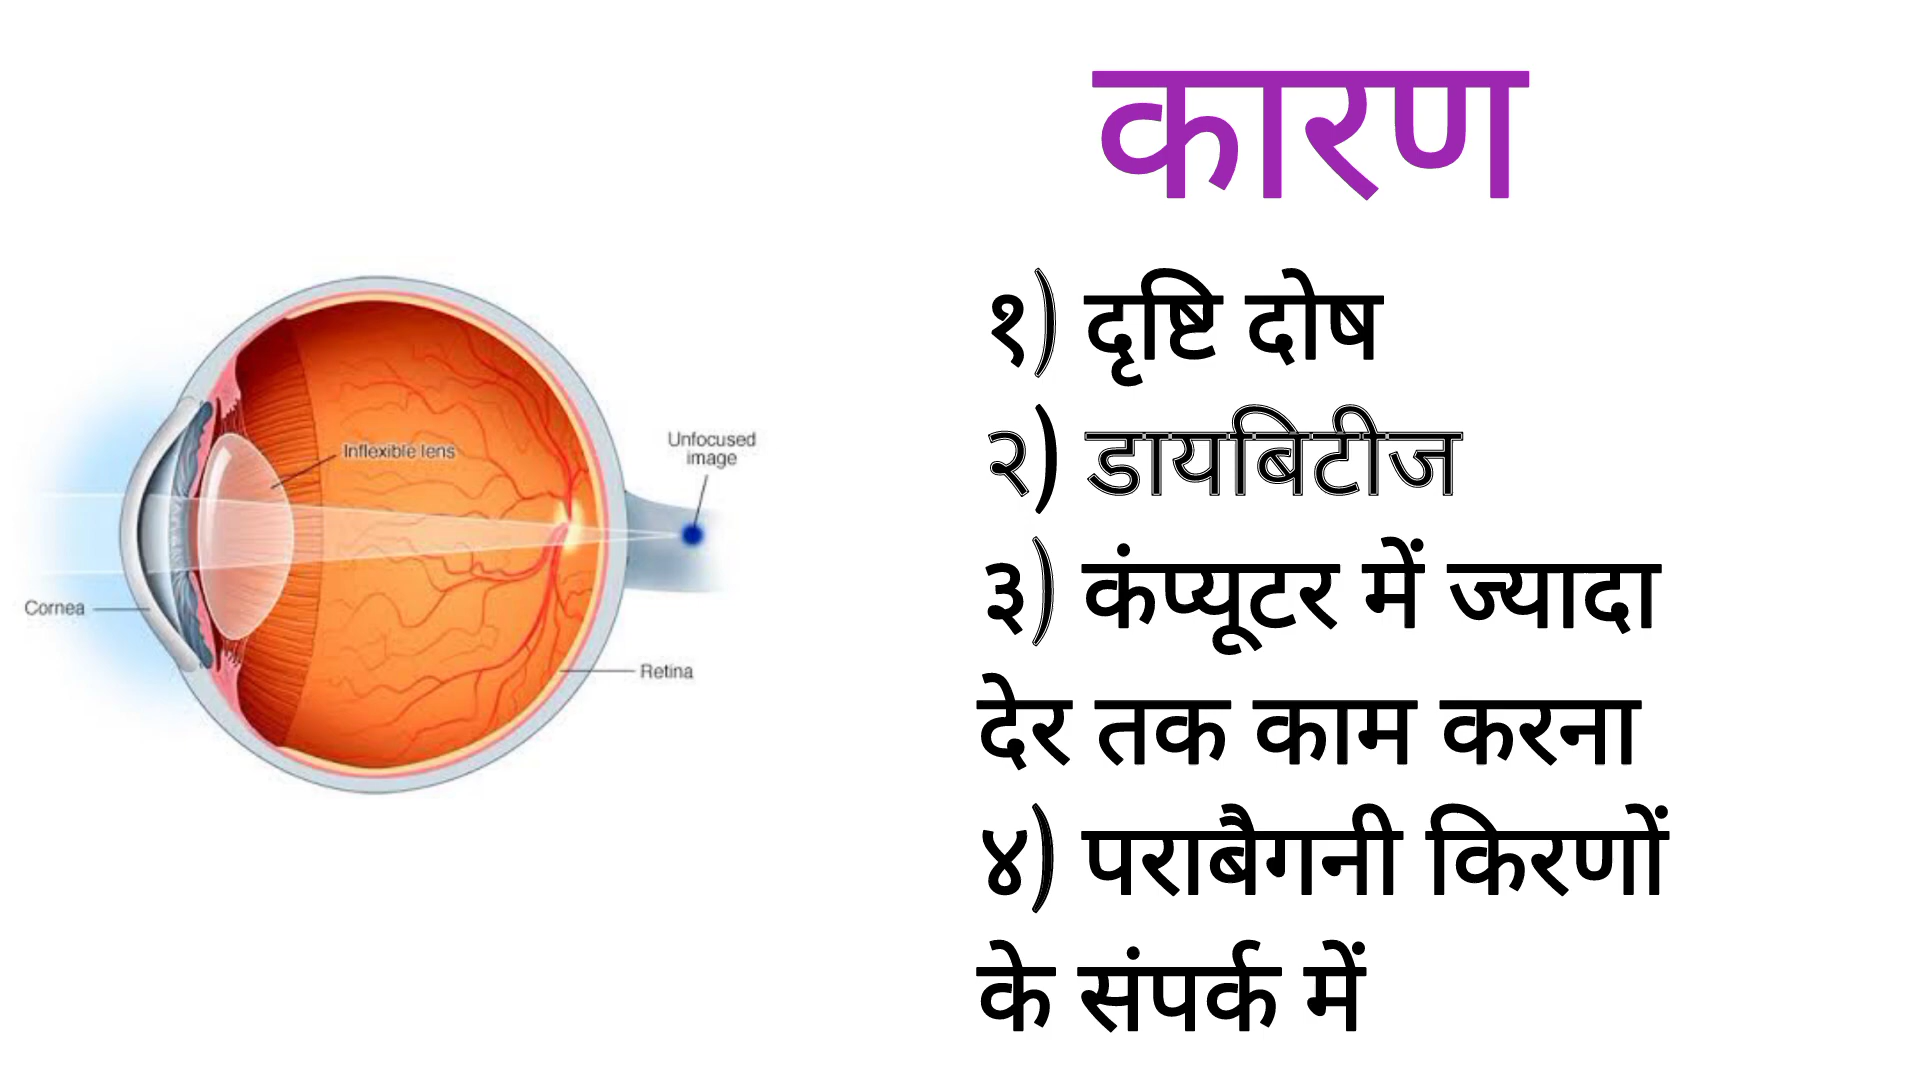 कारण
१) दृष्टि दोष
२) डायबिटीज
३) कंप्यूटर में ज्यादा
देर तक काम करना
४) पराबैगनी किरणों
के संपर्क में
Inflexible lens
Unfocused
image
Cornea
Retina